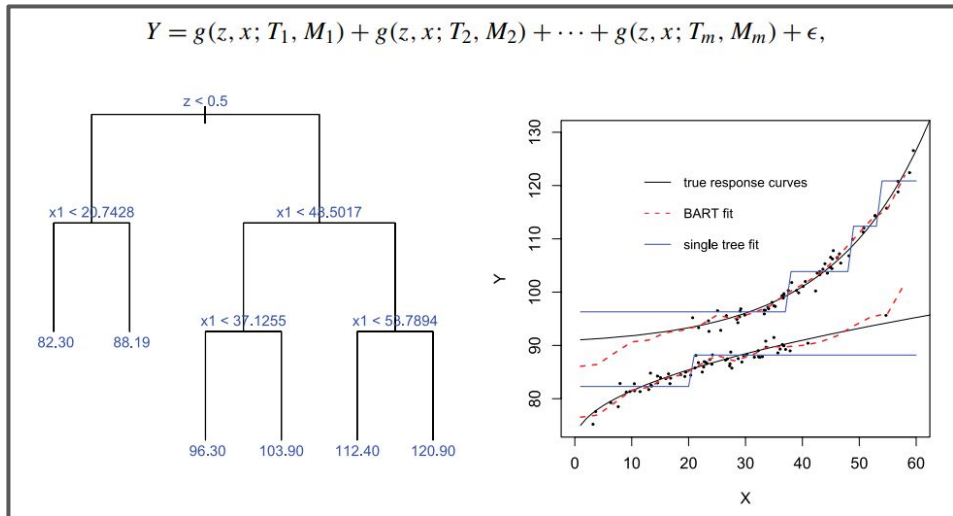 Y = g(z, x; T₁, M₁) + g(z, x; T₂, M₂) + ⋯ + g(z, x; Tₘ, Mₘ) + ϵ,
z < 0.5
x1 < 20.7428
x1 < 48.5017
82.30
88.19
x1 < 37.1255
x1 < 53.7894
96.30
103.90
112.40
120.90
Y
130
120
110
100
90
80
true response curves
BART fit
single tree fit
0 10 20 30 40 50 60
X